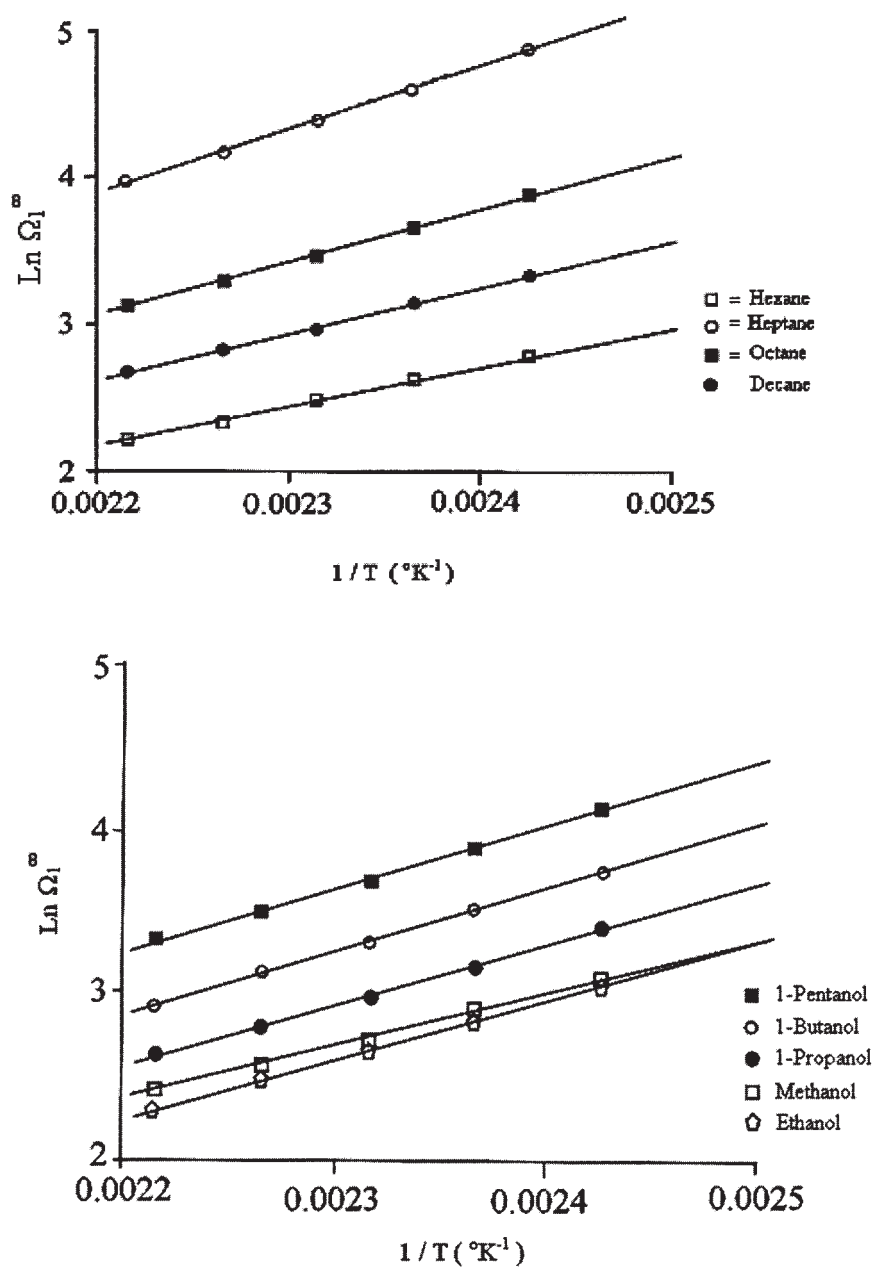 5
4
3
2
Ln Ω₁^∞
0.0022 0.0023 0.0024 0.0025
1 / T (°K⁻¹)
□ = Hexane
○ = Heptane
■ = Octane
● Decane
5
4
3
2
Ln Ω₁^∞
0.0022 0.0023 0.0024 0.0025
1 / T (°K⁻¹)
■ 1-Pentanol
○ 1-Butanol
● 1-Propanol
□ Methanol
⬠ Ethanol